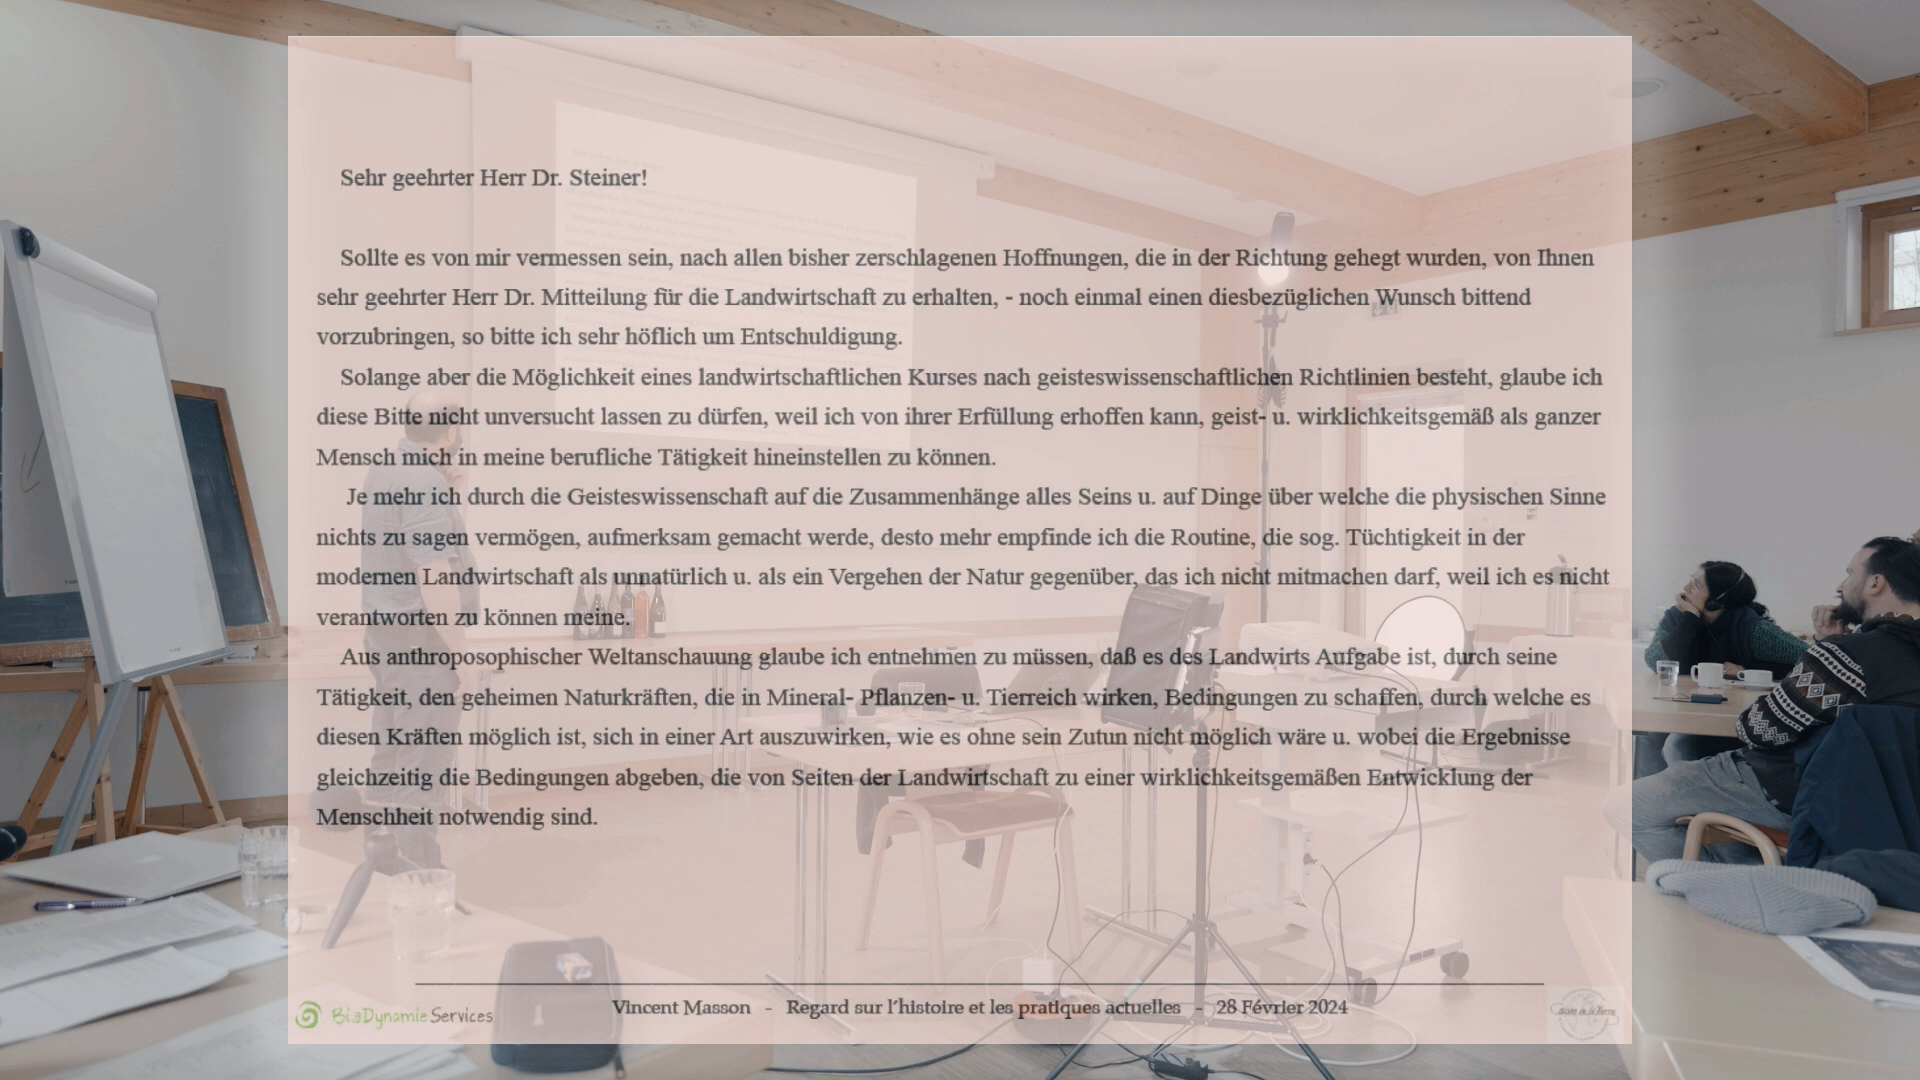 Sehr geehrter Herr Dr. Steiner!
Sollte es von mir vermessen sein, nach allen bisher zerschlagenen Hoffnungen, die in der Richtung gehegt wurden, von Ihnen
sehr geehrter Herr Dr. Mitteilung für die Landwirtschaft zu erhalten, - noch einmal einen diesbezüglichen Wunsch bittend
vorzubringen, so bitte ich sehr höflich um Entschuldigung.
Solange aber die Möglichkeit eines landwirtschaftlichen Kurses nach geisteswissenschaftlichen Richtlinien besteht, glaube ich
diese Bitte nicht unversucht lassen zu dürfen, weil ich von ihrer Erfüllung erhoffen kann, geist- u. wirklichkeitsgemäß als ganzer
Mensch mich in meine berufliche Tätigkeit hineinstellen zu können.
Je mehr ich durch die Geisteswissenschaft auf die Zusammenhänge alles Seins u. auf Dinge über welche die physischen Sinne
nichts zu sagen vermögen, aufmerksam gemacht werde, desto mehr empfinde ich die Routine, die sog. Tüchtigkeit in der
modernen Landwirtschaft als unnatürlich u. als ein Vergehen der Natur gegenüber, das ich nicht mitmachen darf, weil ich es nicht
verantworten zu können meine.
Aus anthroposophischer Weltanschauung glaube ich entnehmen zu müssen, daß es des Landwirts Aufgabe ist, durch seine
Tätigkeit, den geheimen Naturkräften, die in Mineral- Pflanzen- u. Tierreich wirken, Bedingungen zu schaffen, durch welche es
diesen Kräften möglich ist, sich in einer Art auszuwirken, wie es ohne sein Zutun nicht möglich wäre u. wobei die Ergebnisse
gleichzeitig die Bedingungen abgeben, die von Seiten der Landwirtschaft zu einer wirklichkeitsgemäßen Entwicklung der
Menschheit notwendig sind.
BioDynamie Services
Vincent Masson - Regard sur l'histoire et les pratiques actuelles - 28 Février 2024